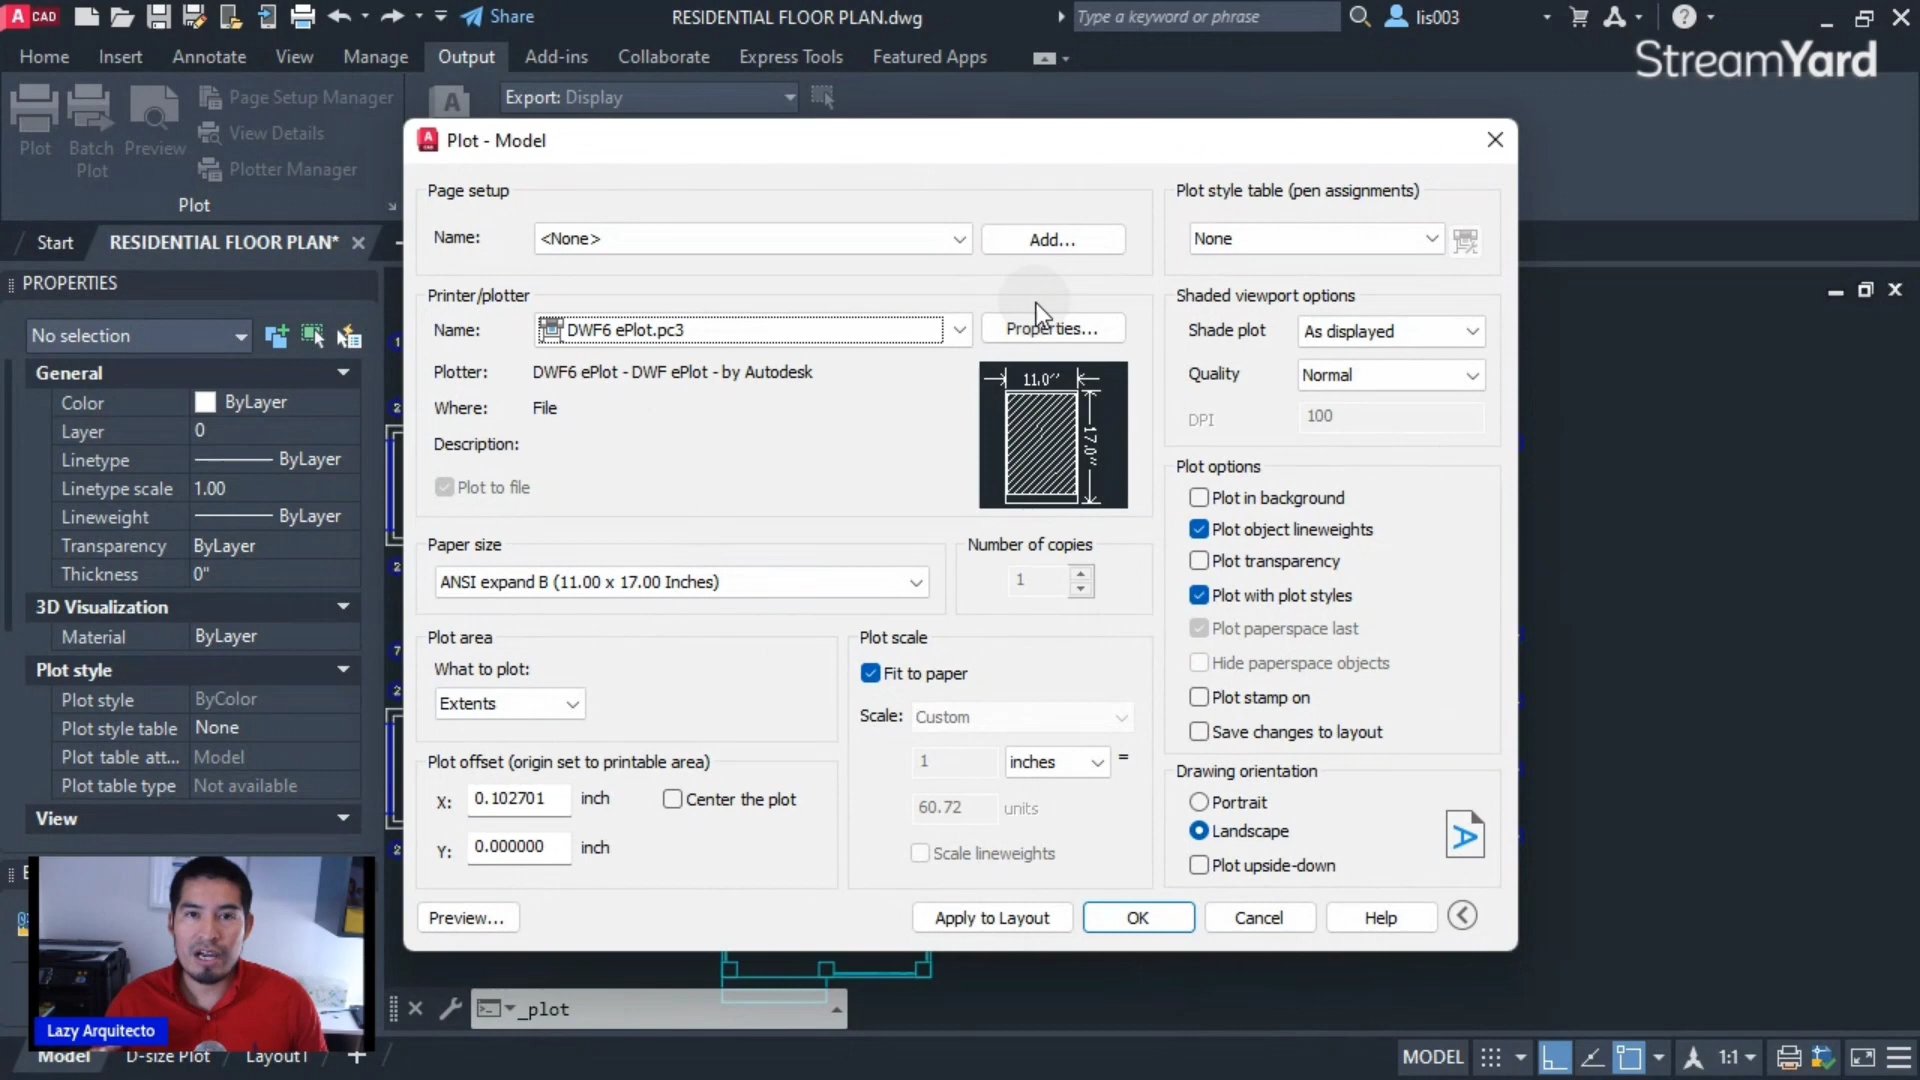 A CAD Share RESIDENTIAL FLOOR PLAN.dwg Type a keyword or phrase lis003
Home Insert Annotate View Manage Output Add-ins Collaborate Express Tools Featured Apps
StreamYard
Plot Batch Plot Preview
Page Setup Manager
View Details
Plotter Manager
Export: Display
Plot
Start RESIDENTIAL FLOOR PLAN*
PROPERTIES
No selection
General
Color ByLayer
Layer 0
Linetype ByLayer
Linetype scale 1.00
Lineweight ByLayer
Transparency ByLayer
Thickness 0"
3D Visualization
Material ByLayer
Plot style
Plot style ByColor
Plot style table None
Plot table att... Model
Plot table type Not available
View
Plot - Model
Page setup
Name: <None> Add...
Printer/plotter
Name: DWF6 ePlot.pc3 Properties...
Plotter: DWF6 ePlot - DWF ePlot - by Autodesk
Where: File
Description:
Plot to file
11.0″
17.0″
Paper size
ANSI expand B (11.00 x 17.00 Inches)
Number of copies
1
Plot area
What to plot:
Extents
Plot offset (origin set to printable area)
X: 0.102701 inch Center the plot
Y: 0.000000 inch
Plot scale
Fit to paper
Scale: Custom
1 inches =
60.72 units
Scale lineweights
Plot style table (pen assignments)
None
Shaded viewport options
Shade plot As displayed
Quality Normal
DPI 100
Plot options
Plot in background
Plot object lineweights
Plot transparency
Plot with plot styles
Plot paperspace last
Hide paperspace objects
Plot stamp on
Save changes to layout
Drawing orientation
Portrait
Landscape
Plot upside-down
A
Preview... Apply to Layout OK Cancel Help
_plot
Lazy Arquitecto
Model D-size Plot Layout1 +
MODEL 1:1